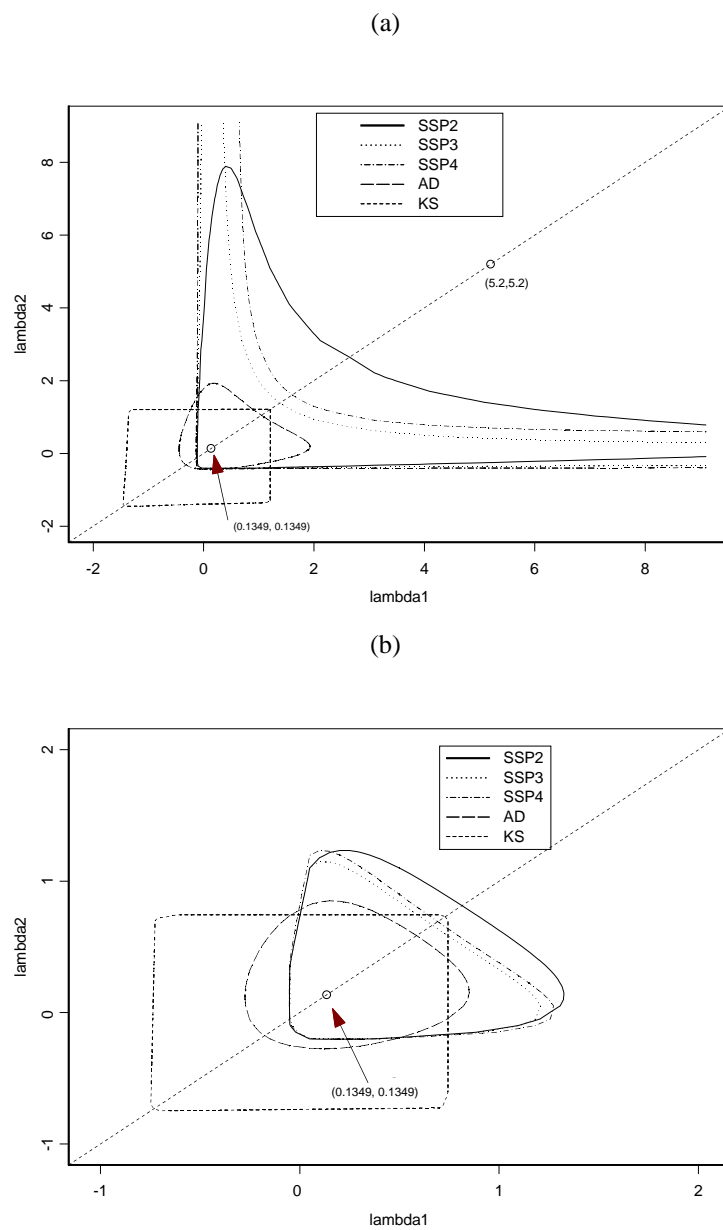 (a)
SSP2
SSP3
SSP4
AD
KS
8
6
4
2
0
-2
lambda2
(5.2,5.2)
(0.1349, 0.1349)
-2 0 2 4 6 8
lambda1
(b)
SSP2
SSP3
SSP4
AD
KS
2
1
0
-1
lambda2
(0.1349, 0.1349)
-1 0 1 2
lambda1